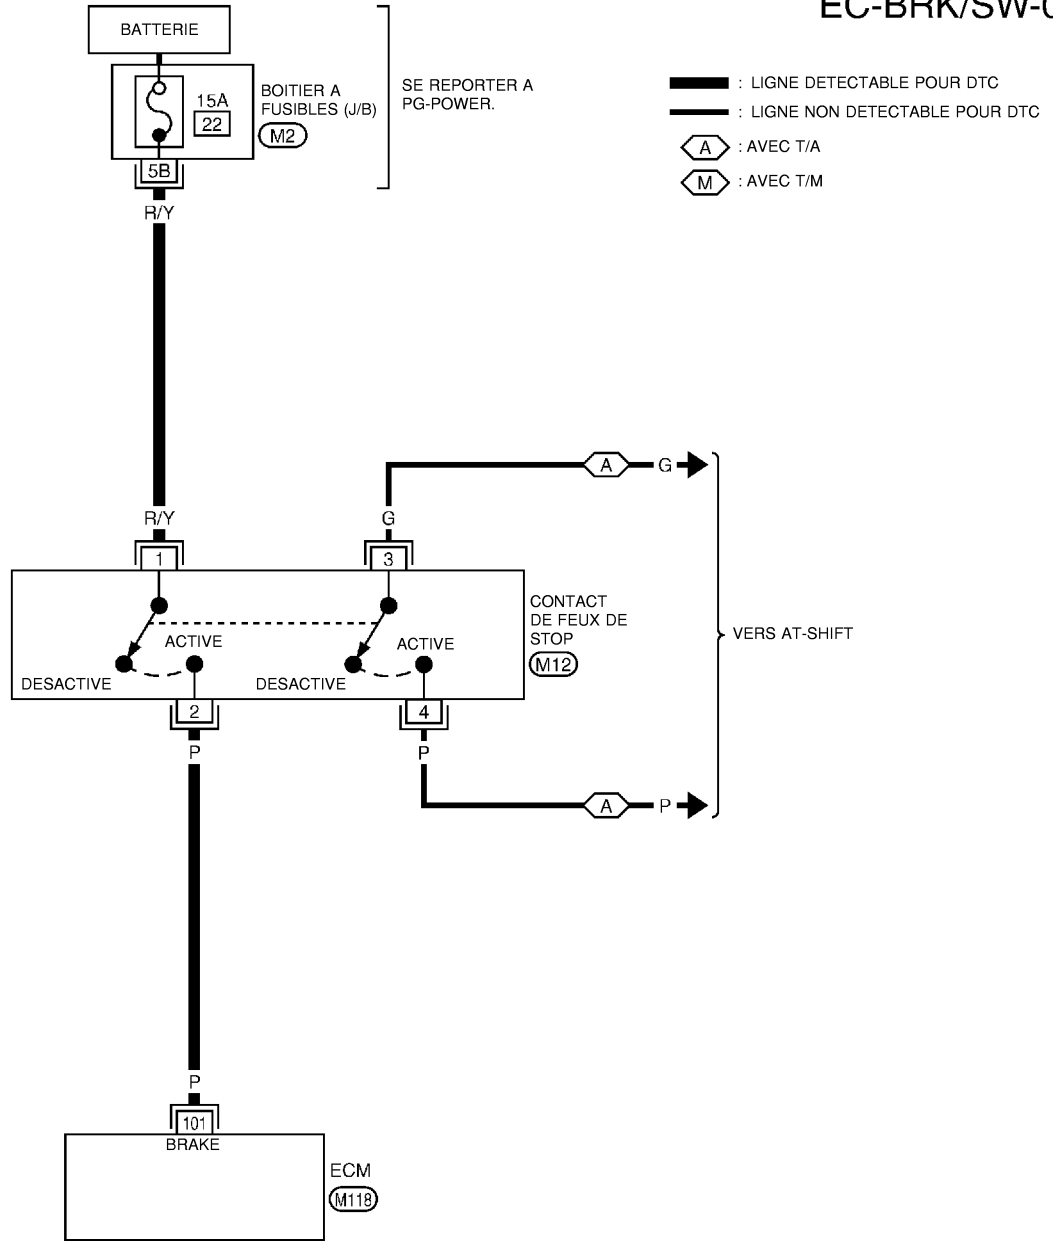 EC-BRK/SW-0
BATTERIE
15A
22
BOITIER A
FUSIBLES (J/B)
M2
SE REPORTER A
PG-POWER.
: LIGNE DETECTABLE POUR DTC
: LIGNE NON DETECTABLE POUR DTC
A : AVEC T/A
M : AVEC T/M
5B
R/Y
A G
R/Y
G
1
3
CONTACT
DE FEUX DE
STOP
M12
ACTIVE
ACTIVE
DESACTIVE
DESACTIVE
VERS AT-SHIFT
2
4
P
P
A P
P
101
BRAKE
ECM
M118